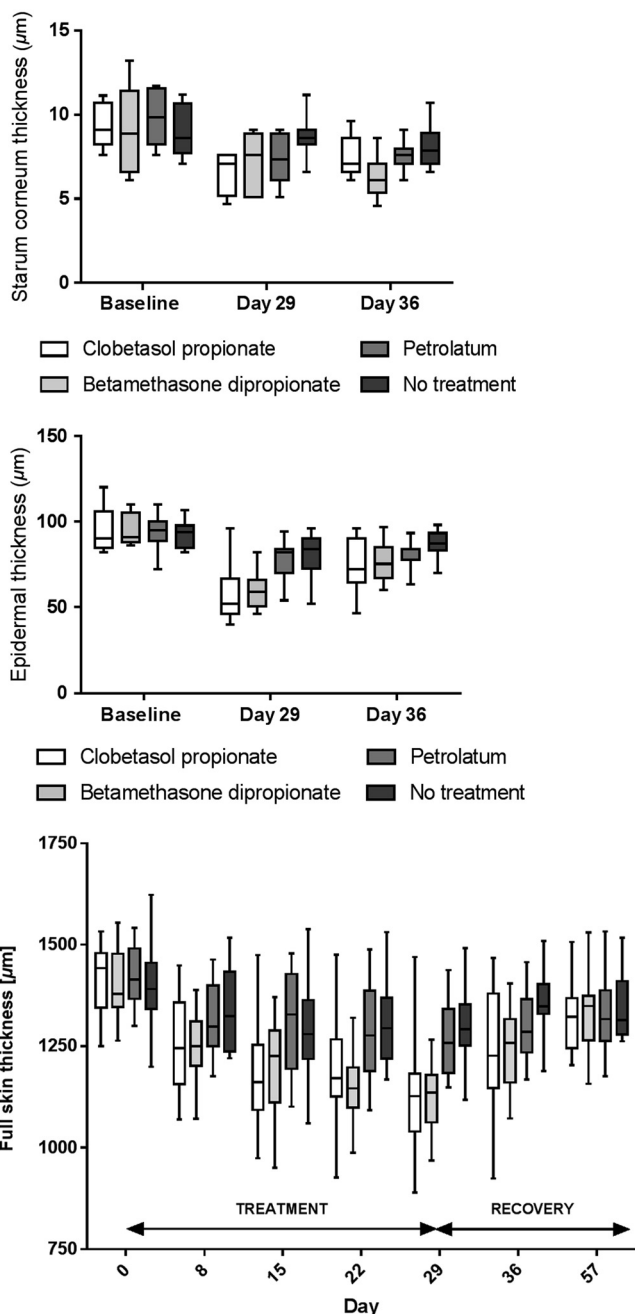 Starum corneum thickness (µm)
15
10
5
0
Baseline Day 29 Day 36
Clobetasol propionate Petrolatum
Betamethasone dipropionate No treatment
Epidermal thickness (µm)
150
100
50
0
Baseline Day 29 Day 36
Clobetasol propionate Petrolatum
Betamethasone dipropionate No treatment
Full skin thickness [µm]
1750
1500
1250
1000
750
TREATMENT RECOVERY
0 8 15 22 29 36 57
Day